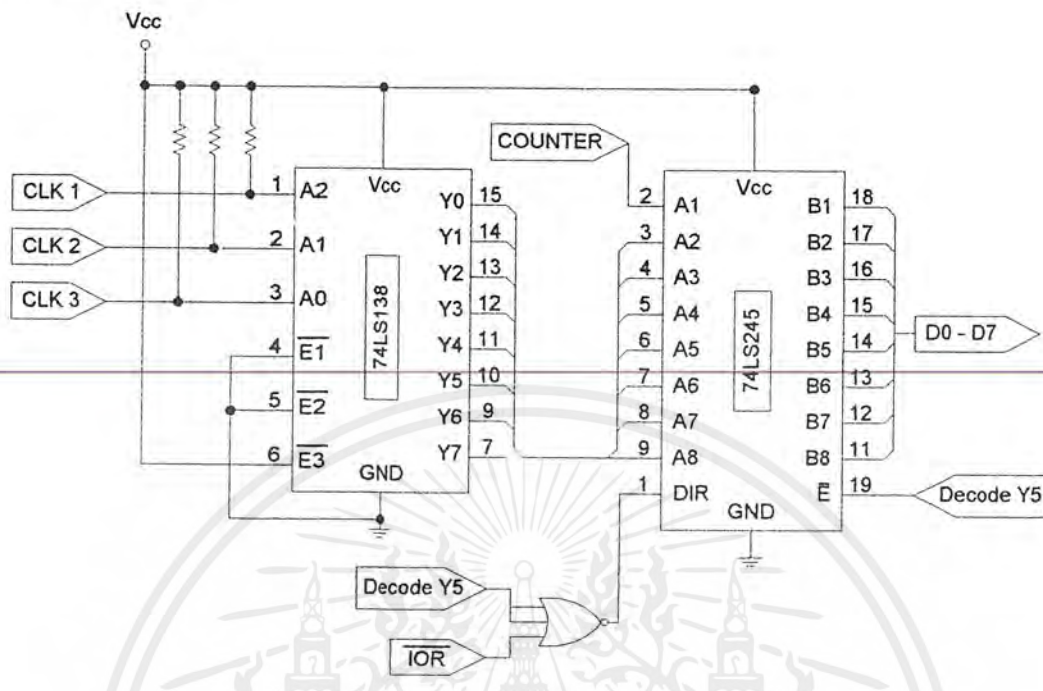 Vcc
CLK 1
CLK 2
CLK 3
1 A2
2 A1
3 A0
4 E̅1̅
5 E̅2̅
6 E̅3̅
Vcc
74LS138
GND
Y0 15
Y1 14
Y2 13
Y3 12
Y4 11
Y5 10
Y6 9
Y7 7
COUNTER
2 A1
3 A2
4 A3
5 A4
6 A5
7 A6
8 A7
9 A8
1 DIR
Vcc
74LS245
GND
B1 18
B2 17
B3 16
B4 15
B5 14
B6 13
B7 12
B8 11
E̅ 19
D0 - D7
Decode Y5
Decode Y5
I̅O̅R̅